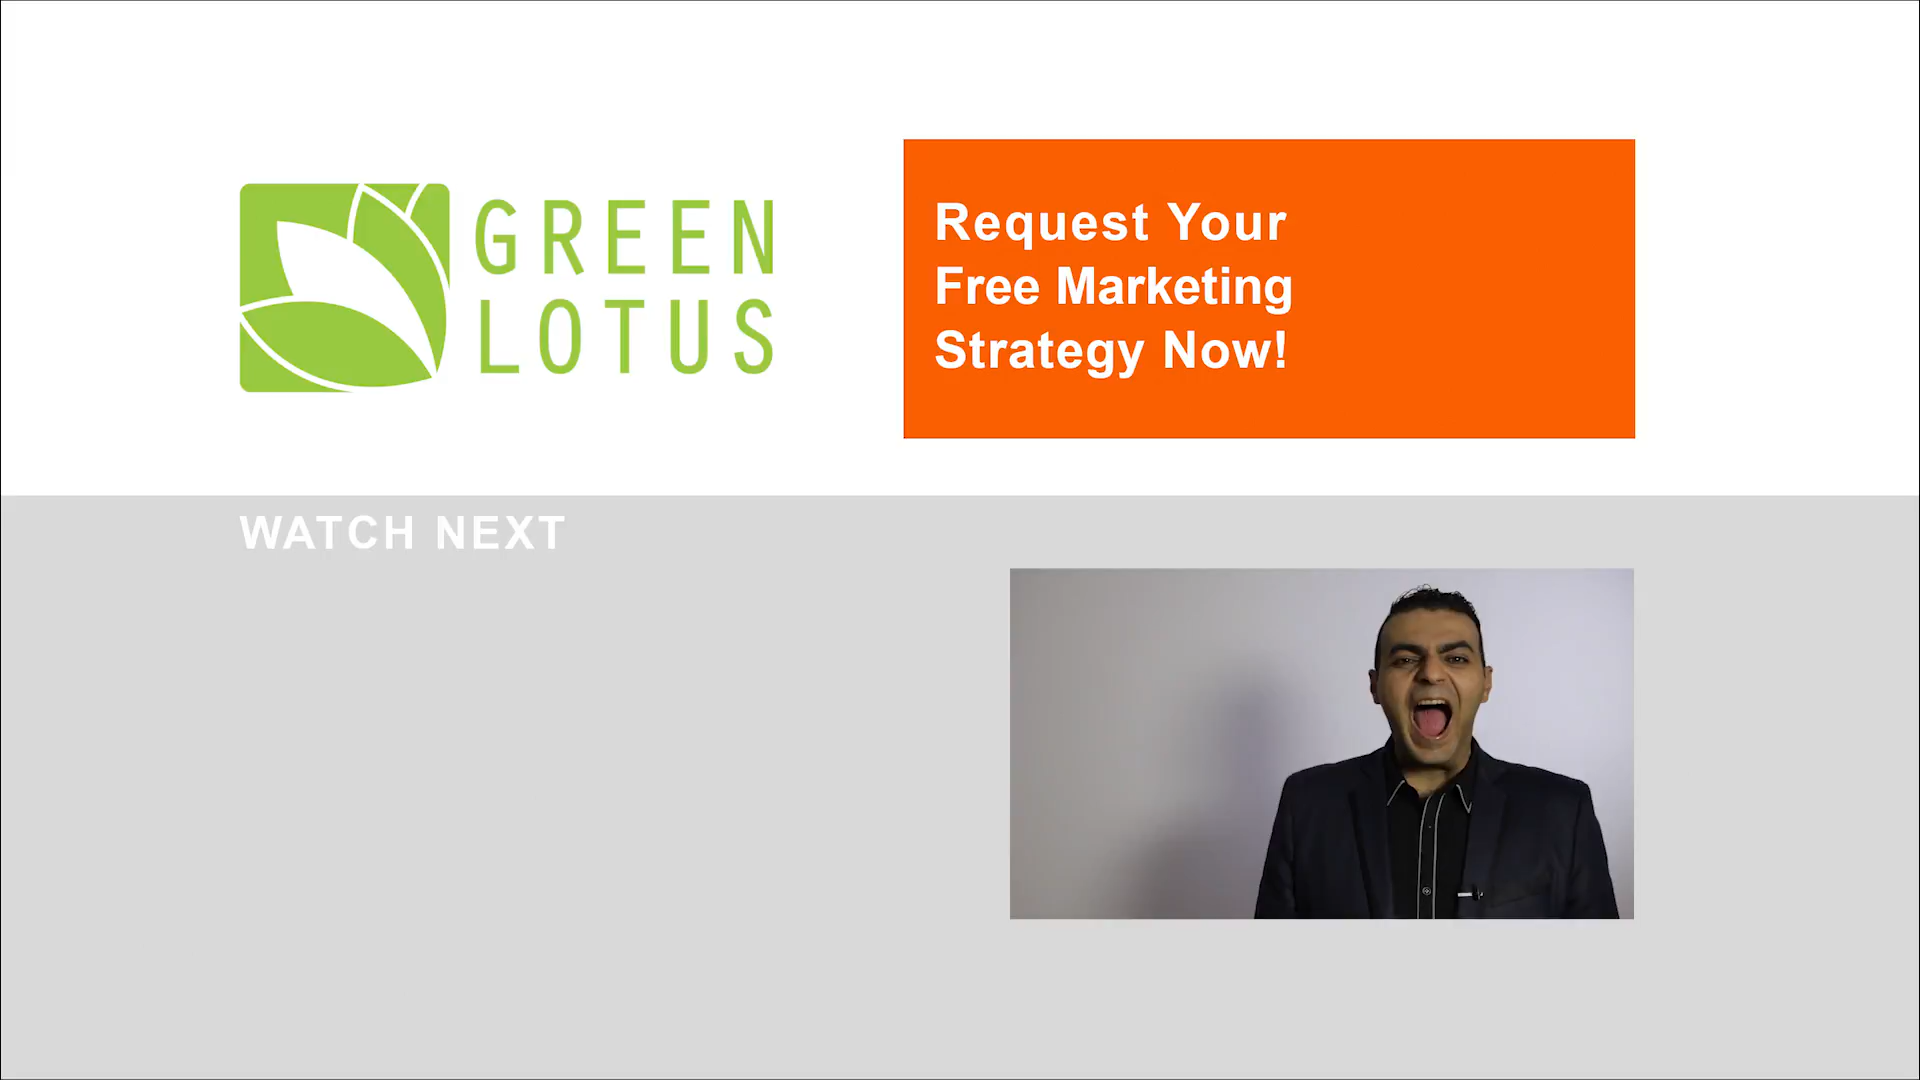 GREEN
LOTUS
Request Your
Free Marketing
Strategy Now!
WATCH NEXT